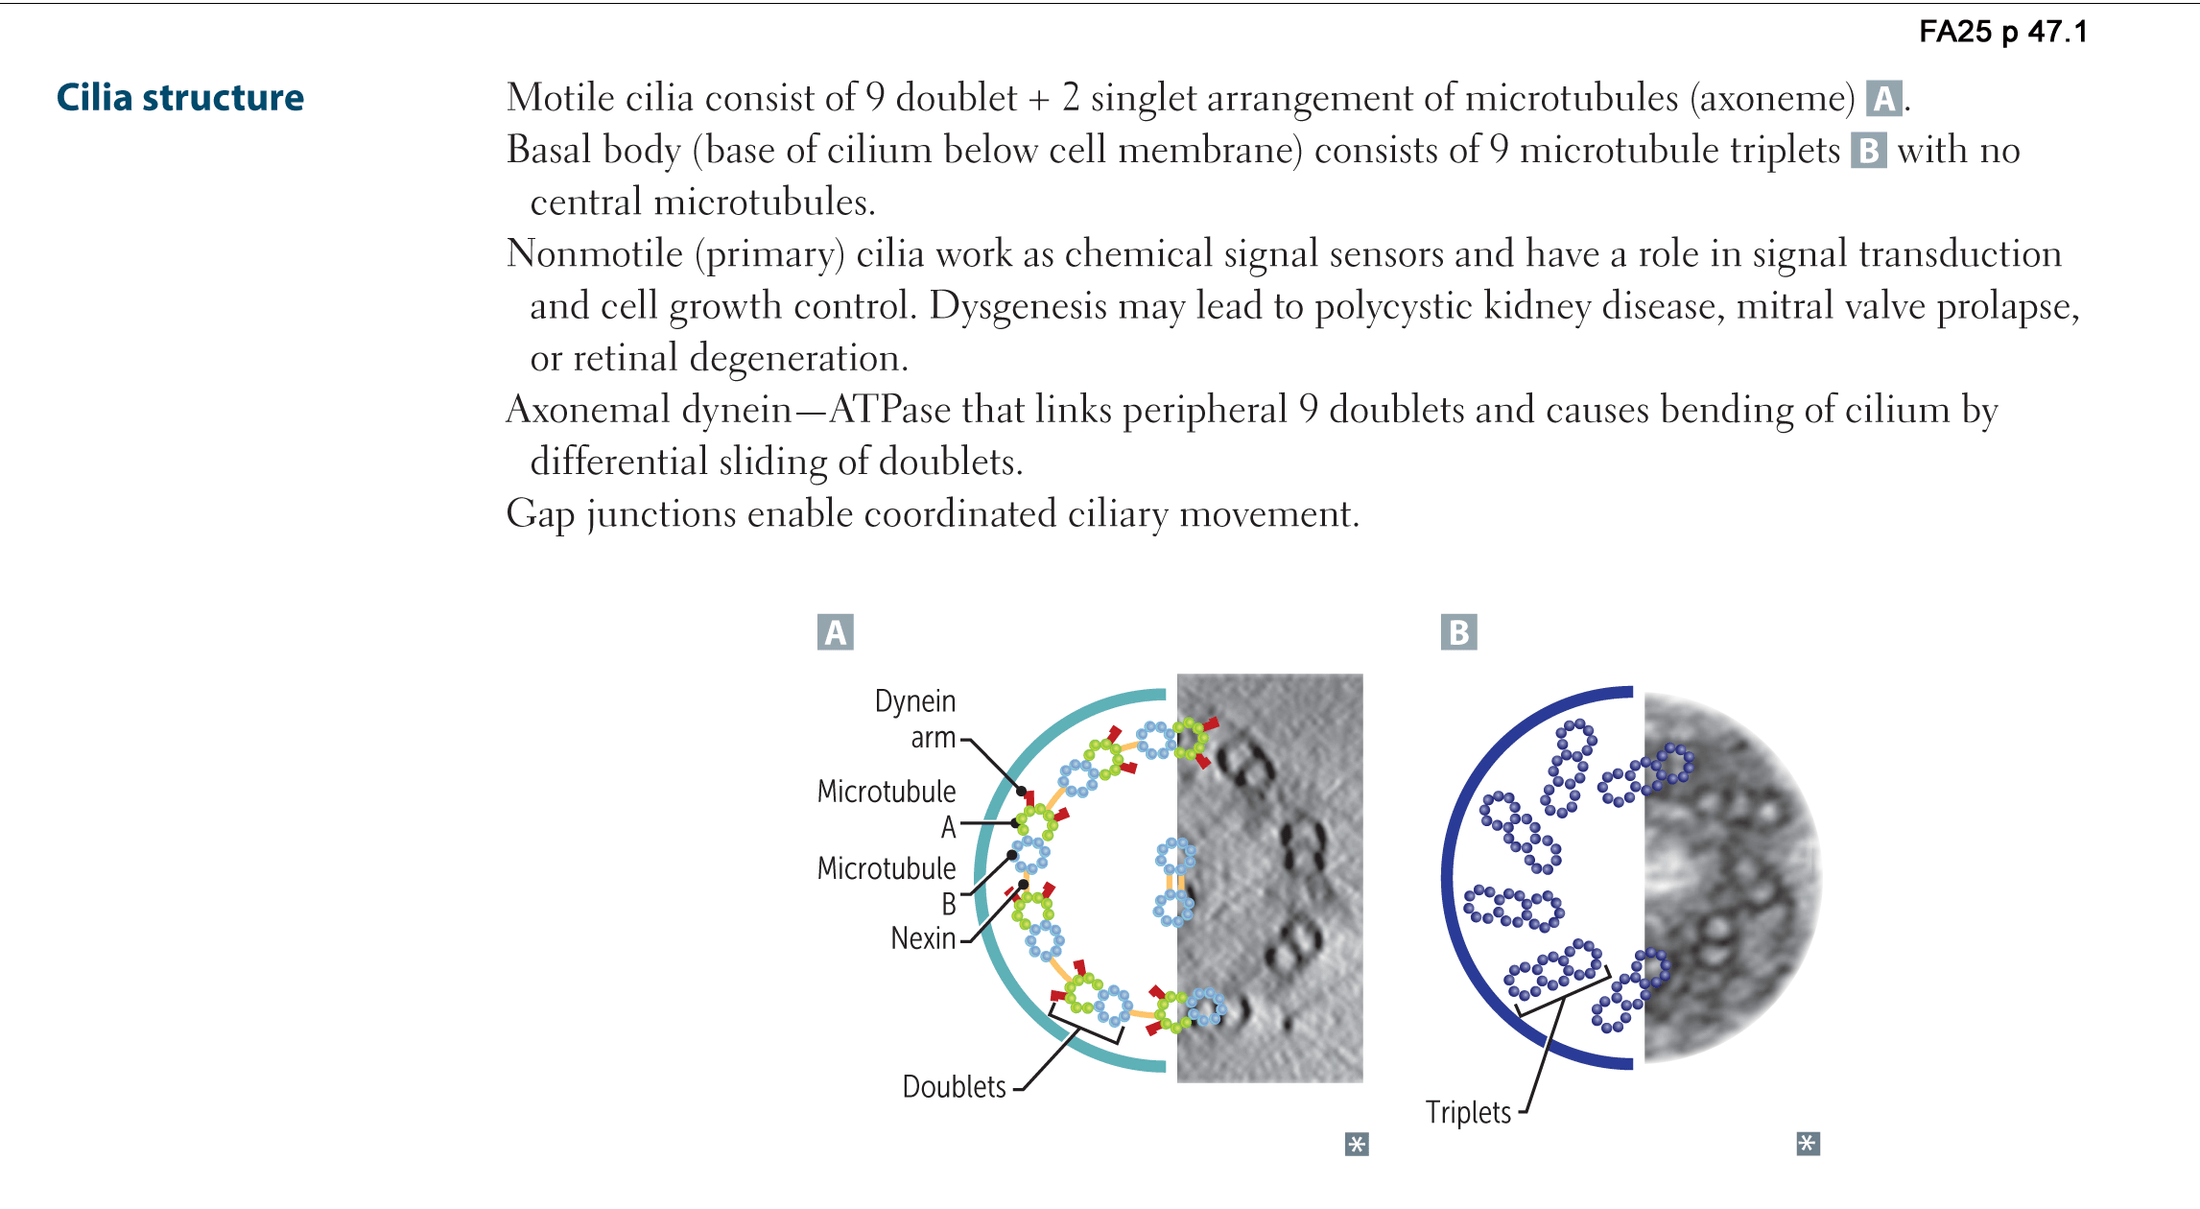 FA25 p 47.1
Cilia structure
Motile cilia consist of 9 doublet + 2 singlet arrangement of microtubules (axoneme) A.
Basal body (base of cilium below cell membrane) consists of 9 microtubule triplets B with no
central microtubules.
Nonmotile (primary) cilia work as chemical signal sensors and have a role in signal transduction
and cell growth control. Dysgenesis may lead to polycystic kidney disease, mitral valve prolapse,
or retinal degeneration.
Axonemal dynein—ATPase that links peripheral 9 doublets and causes bending of cilium by
differential sliding of doublets.
Gap junctions enable coordinated ciliary movement.
A
Dynein
arm
Microtubule
A
Microtubule
B
Nexin
Doublets
*
B
Triplets
*